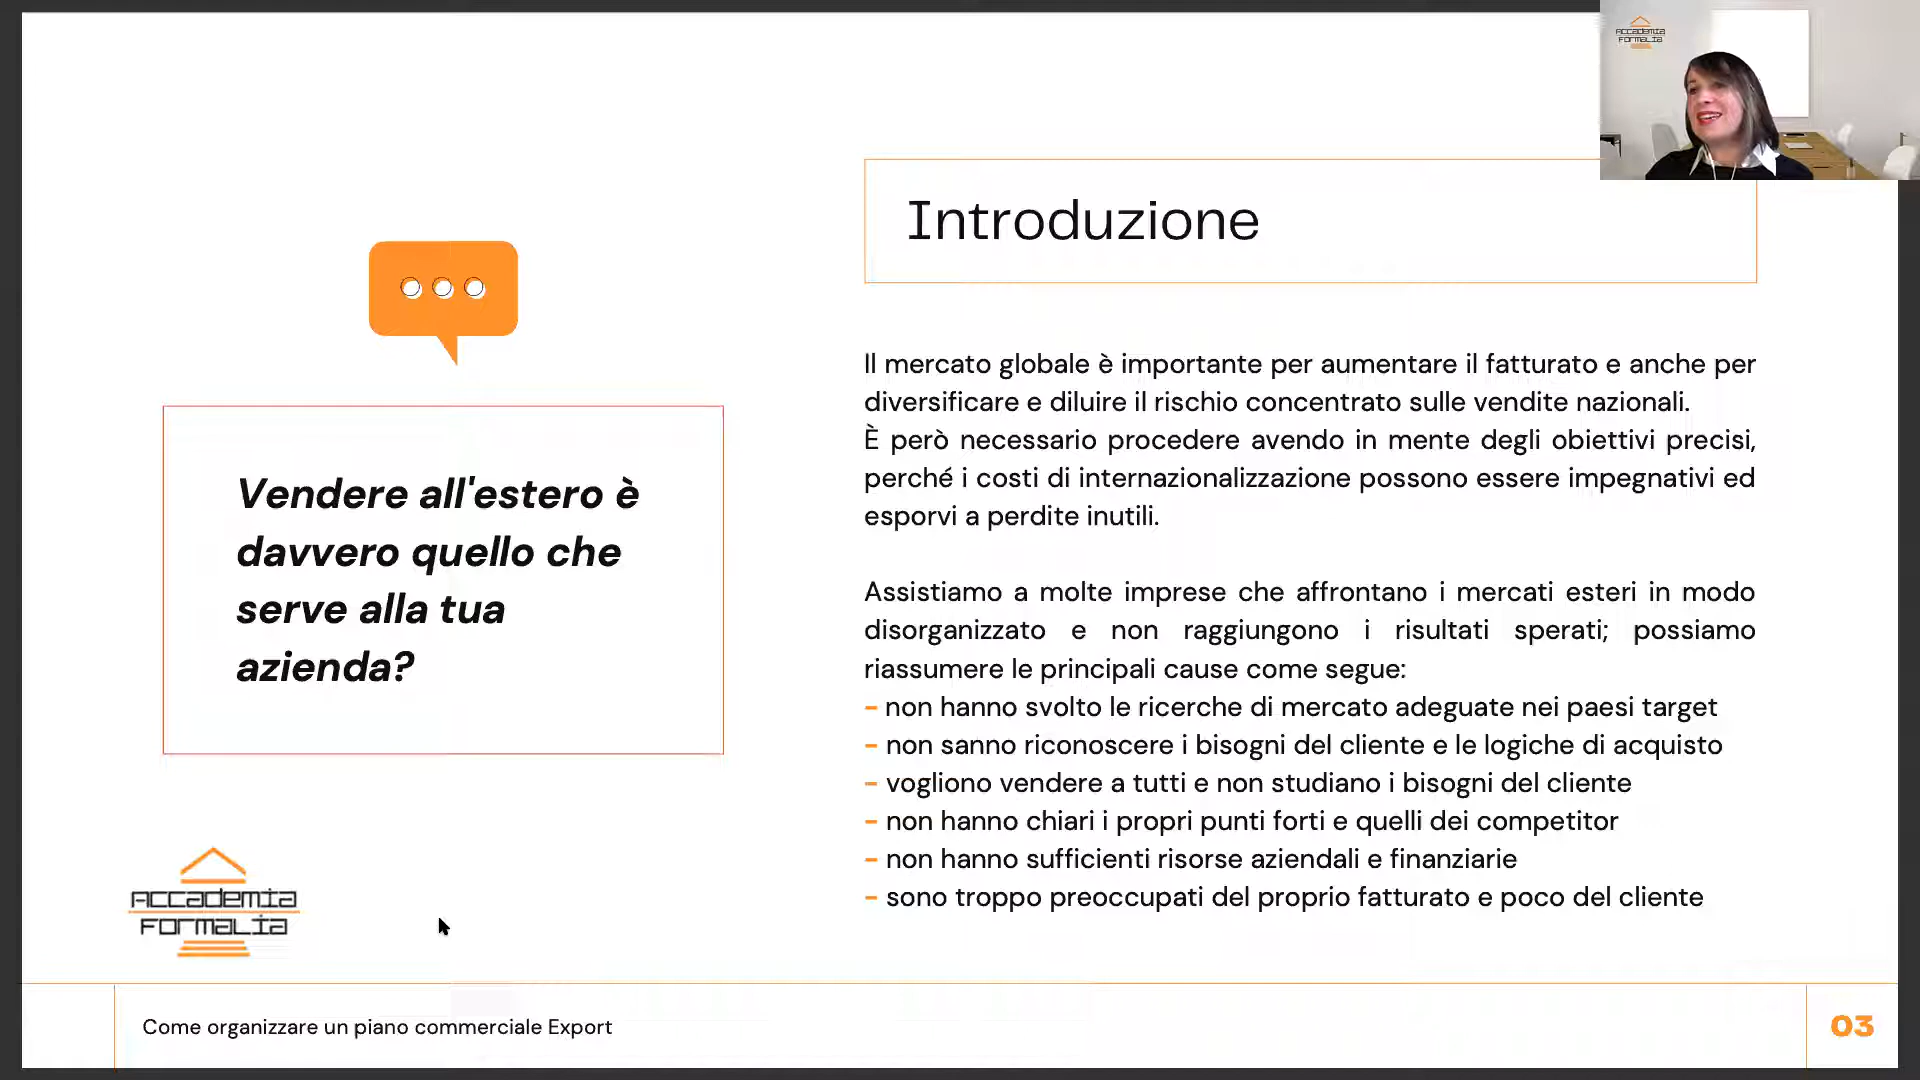 Accademia
Formalia
Introduzione
Vendere all'estero è
davvero quello che
serve alla tua
azienda?
Il mercato globale è importante per aumentare il fatturato e anche per
diversificare e diluire il rischio concentrato sulle vendite nazionali.
È però necessario procedere avendo in mente degli obiettivi precisi,
perché i costi di internazionalizzazione possono essere impegnativi ed
esporvi a perdite inutili.
Assistiamo a molte imprese che affrontano i mercati esteri in modo
disorganizzato e non raggiungono i risultati sperati; possiamo
riassumere le principali cause come segue:
- non hanno svolto le ricerche di mercato adeguate nei paesi target
- non sanno riconoscere i bisogni del cliente e le logiche di acquisto
- vogliono vendere a tutti e non studiano i bisogni del cliente
- non hanno chiari i propri punti forti e quelli dei competitor
- non hanno sufficienti risorse aziendali e finanziarie
- sono troppo preoccupati del proprio fatturato e poco del cliente
Accademia
Formalia
Come organizzare un piano commerciale Export
03